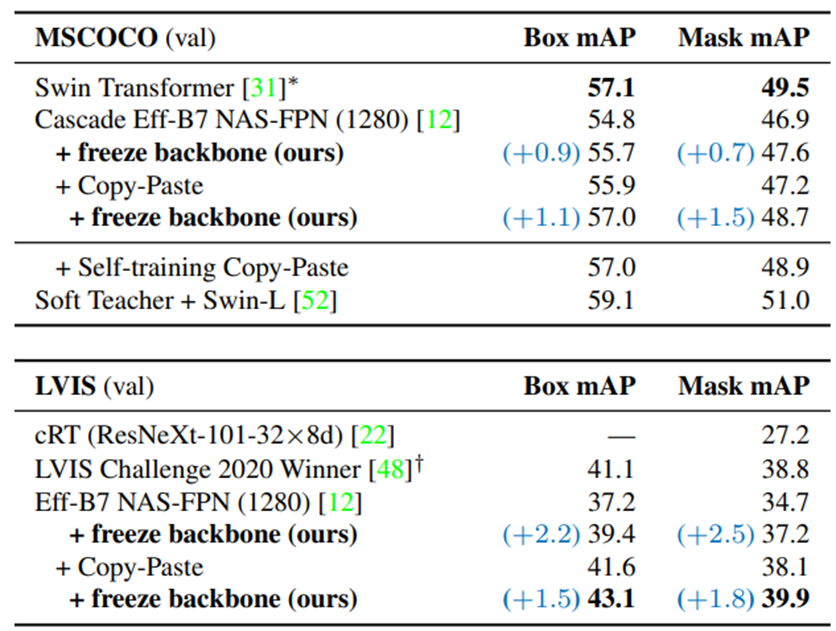 MSCOCO (val) Box mAP Mask mAP
Swin Transformer [31]* 57.1 49.5
Cascade Eff-B7 NAS-FPN (1280) [12] 54.8 46.9
+ freeze backbone (ours) (+0.9) 55.7 (+0.7) 47.6
+ Copy-Paste 55.9 47.2
+ freeze backbone (ours) (+1.1) 57.0 (+1.5) 48.7
+ Self-training Copy-Paste 57.0 48.9
Soft Teacher + Swin-L [52] 59.1 51.0
LVIS (val) Box mAP Mask mAP
cRT (ResNeXt-101-32×8d) [22] — 27.2
LVIS Challenge 2020 Winner [48]† 41.1 38.8
Eff-B7 NAS-FPN (1280) [12] 37.2 34.7
+ freeze backbone (ours) (+2.2) 39.4 (+2.5) 37.2
+ Copy-Paste 41.6 38.1
+ freeze backbone (ours) (+1.5) 43.1 (+1.8) 39.9